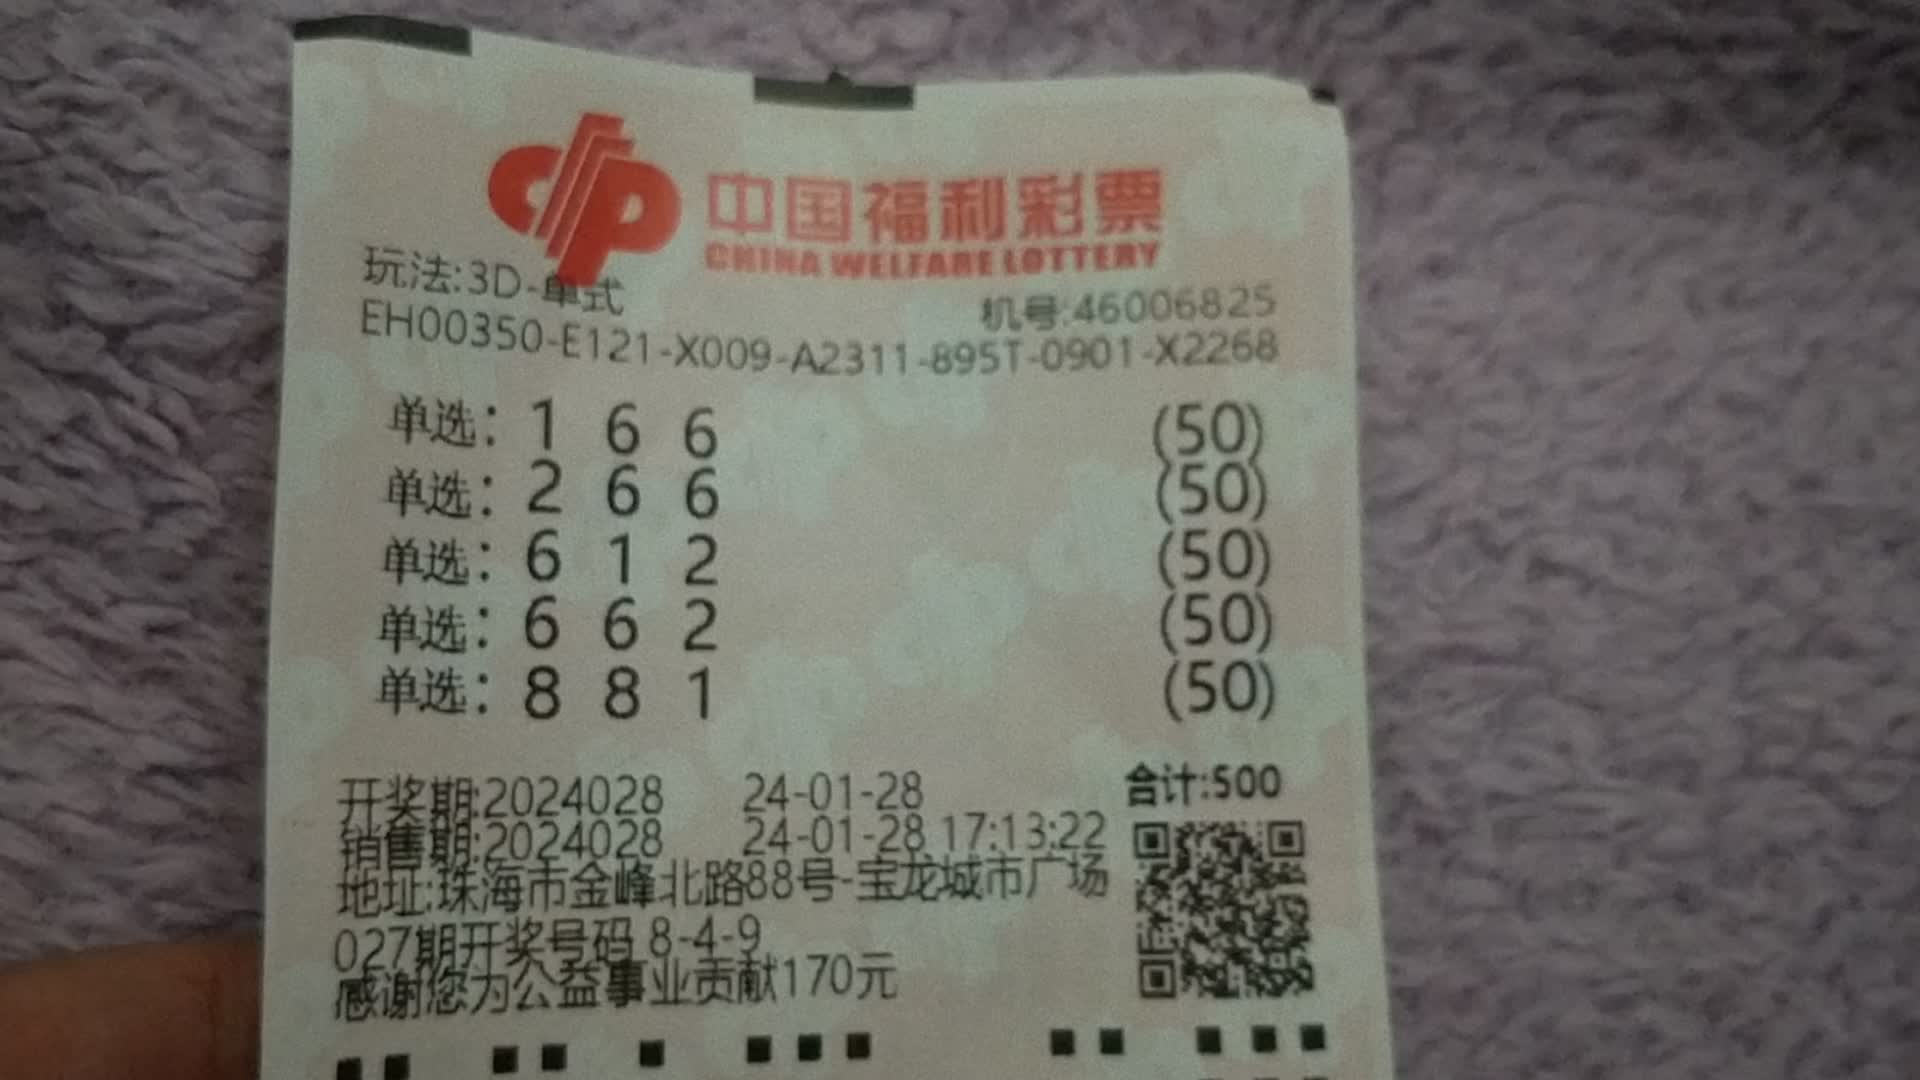 中国福利彩票
CHINA WELFARE LOTTERY
玩法:3D-单式
机号:46006825
EH00350-E121-X009-A2311-895T-0901-X2268
单选: 1 6 6 (50)
单选: 2 6 6 (50)
单选: 6 1 2 (50)
单选: 6 6 2 (50)
单选: 8 8 1 (50)
开奖期:2024028 24-01-28 合计:500
销售期:2024028 24-01-28 17:13:22
地址:珠海市金峰北路88号-宝龙城市广场
027期开奖号码 8-4-9
感谢您为公益事业贡献170元